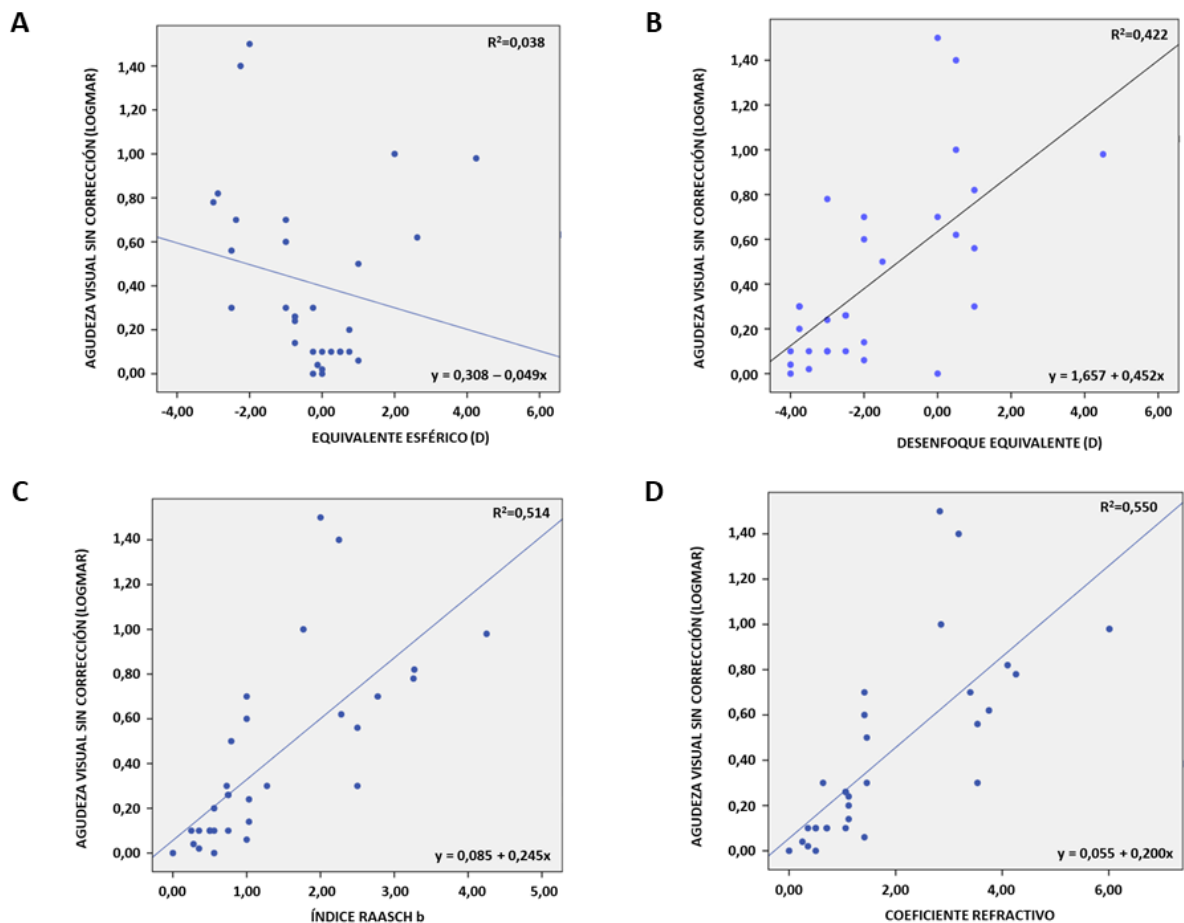 A
R²=0,038
1,40
1,20
1,00
0,80
0,60
0,40
0,20
0,00
AGUDEZA VISUAL SIN CORRECCIÓN (LOGMAR)
y = 0,308 – 0,049x
-4,00 -2,00 0,00 2,00 4,00 6,00
EQUIVALENTE ESFÉRICO (D)
B
R²=0,422
1,40
1,20
1,00
0,80
0,60
0,40
0,20
0,00
AGUDEZA VISUAL SIN CORRECCIÓN (LOGMAR)
y = 1,657 + 0,452x
-4,00 -2,00 0,00 2,00 4,00 6,00
DESENFOQUE EQUIVALENTE (D)
C
R²=0,514
1,40
1,20
1,00
0,80
0,60
0,40
0,20
0,00
AGUDEZA VISUAL SIN CORRECCIÓN (LOGMAR)
y = 0,085 + 0,245x
0,00 1,00 2,00 3,00 4,00 5,00
ÍNDICE RAASCH b
D
R²=0,550
1,40
1,20
1,00
0,80
0,60
0,40
0,20
0,00
AGUDEZA VISUAL SIN CORRECCIÓN (LOGMAR)
y = 0,055 + 0,200x
0,00 2,00 4,00 6,00
COEFICIENTE REFRACTIVO